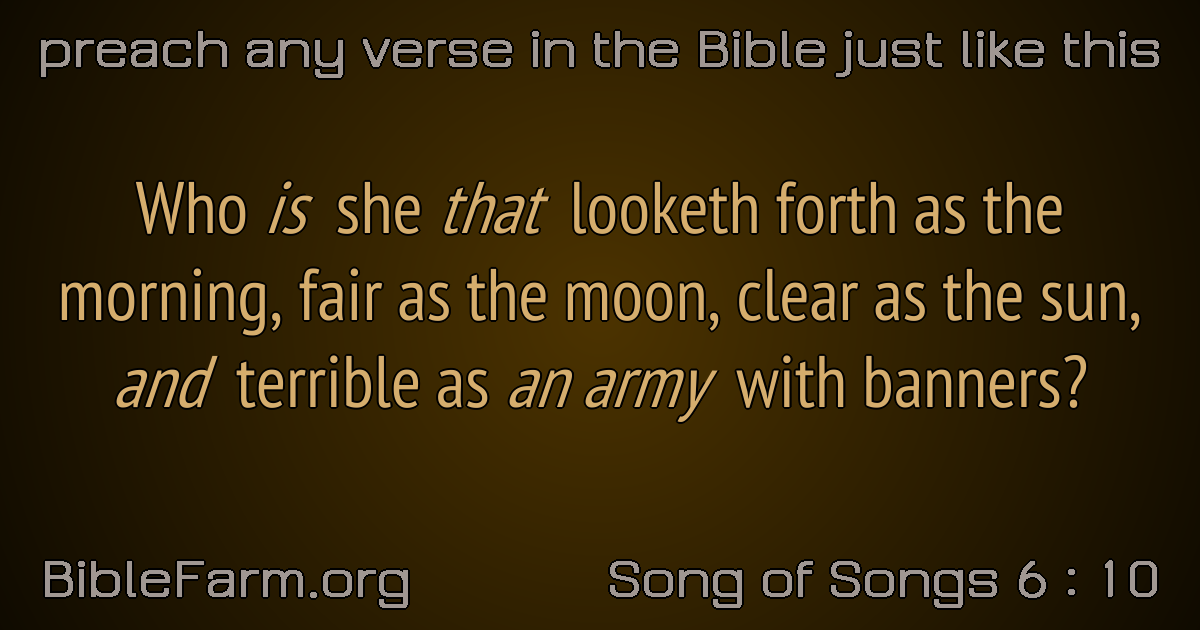 preach any verse in the Bible just like this
Who is she that looketh forth as the
morning, fair as the moon, clear as the sun,
and terrible as an army with banners?
BibleFarm.org
Song of Songs 6 : 10